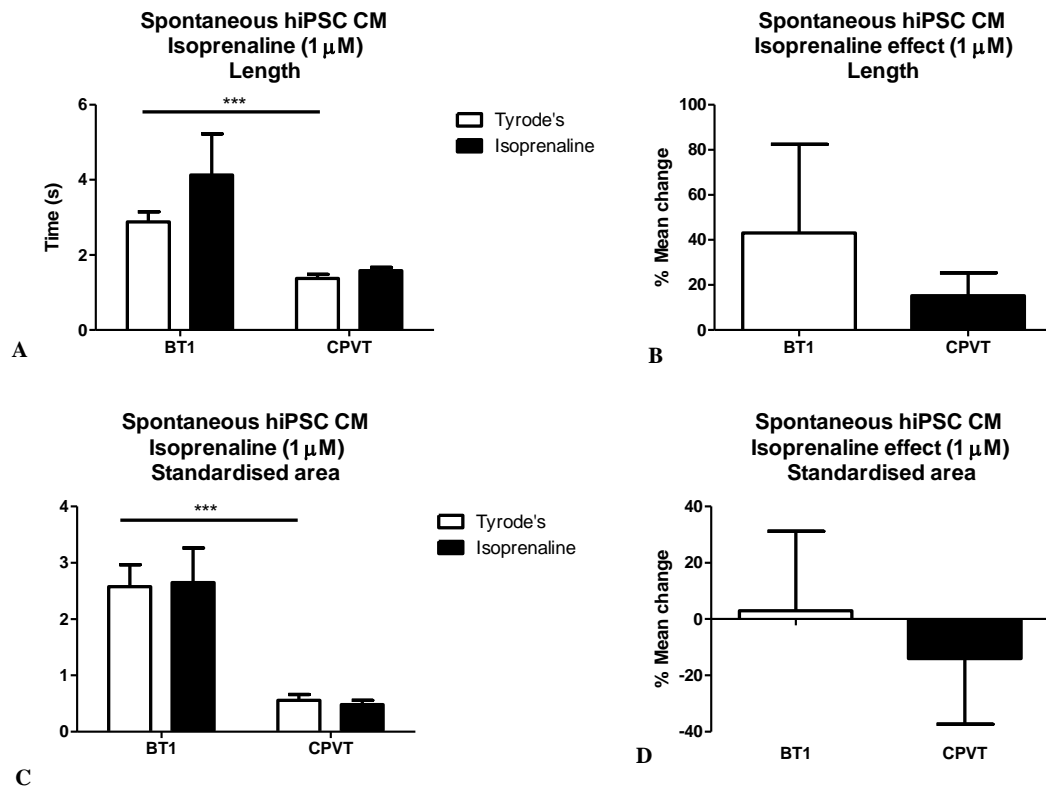 Spontaneous hiPSC CM
Isoprenaline (1 μM)
Length
6
4
2
0
Time (s)
***
BT1
CPVT
Tyrode's
Isoprenaline
A
Spontaneous hiPSC CM
Isoprenaline effect (1 μM)
Length
100
80
60
40
20
0
% Mean change
BT1
CPVT
B
Spontaneous hiPSC CM
Isoprenaline (1 μM)
Standardised area
4
3
2
1
0
***
BT1
CPVT
Tyrode's
Isoprenaline
C
Spontaneous hiPSC CM
Isoprenaline effect (1 μM)
Standardised area
40
20
0
-20
-40
% Mean change
BT1
CPVT
D